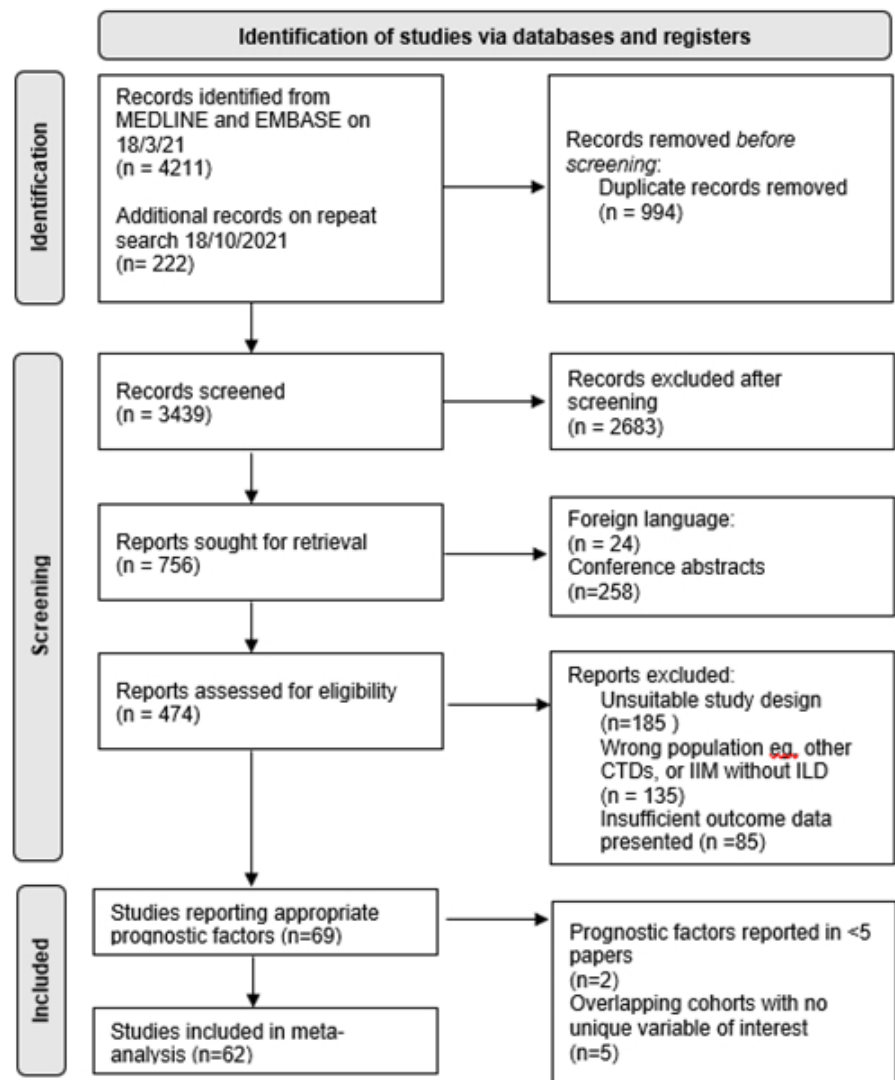 Identification of studies via databases and registers
Identification
Records identified from
MEDLINE and EMBASE on
18/3/21
(n = 4211)
Additional records on repeat
search 18/10/2021
(n= 222)
Records removed before
screening:
Duplicate records removed
(n = 994)
Screening
Records screened
(n = 3439)
Records excluded after
screening
(n = 2683)
Reports sought for retrieval
(n = 756)
Foreign language:
(n = 24)
Conference abstracts
(n=258)
Reports assessed for eligibility
(n = 474)
Reports excluded:
Unsuitable study design
(n=185 )
Wrong population eg. other
CTDs, or IIM without ILD
(n = 135)
Insufficient outcome data
presented (n =85)
Included
Studies reporting appropriate
prognostic factors (n=69)
Prognostic factors reported in <5
papers
(n=2)
Overlapping cohorts with no
unique variable of interest
(n=5)
Studies included in meta-
analysis (n=62)